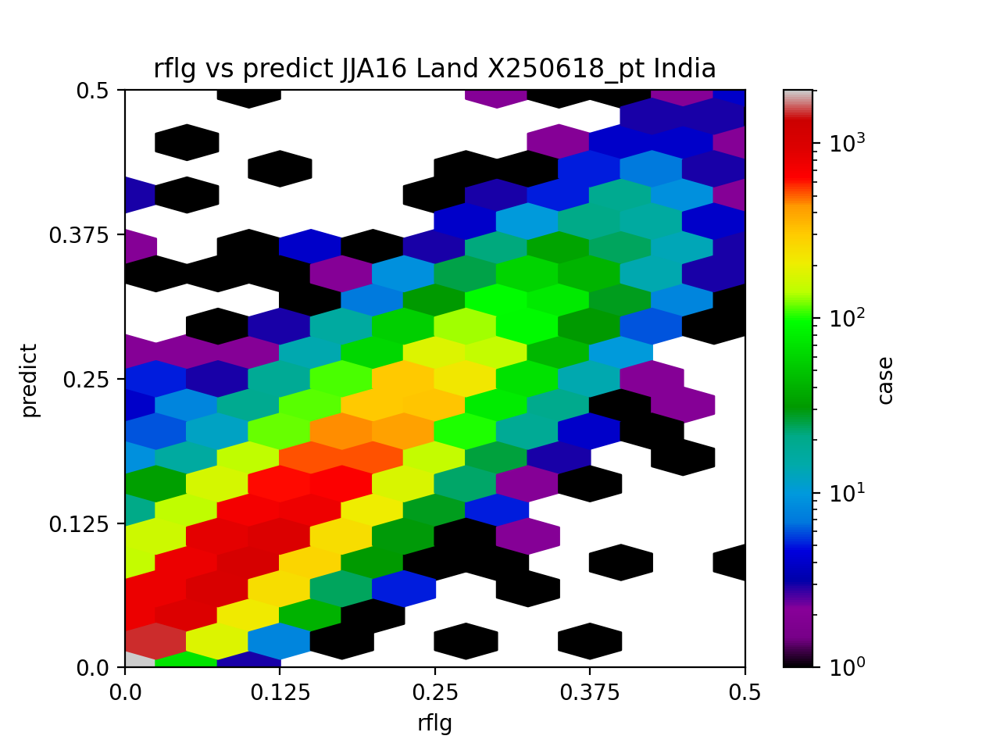 rflg vs predict JJA16 Land X250618_pt India
0.5
0.375
0.25
0.125
0.0
predict
0.0 0.125 0.25 0.375 0.5
rflg
10³
10²
10¹
10⁰
case